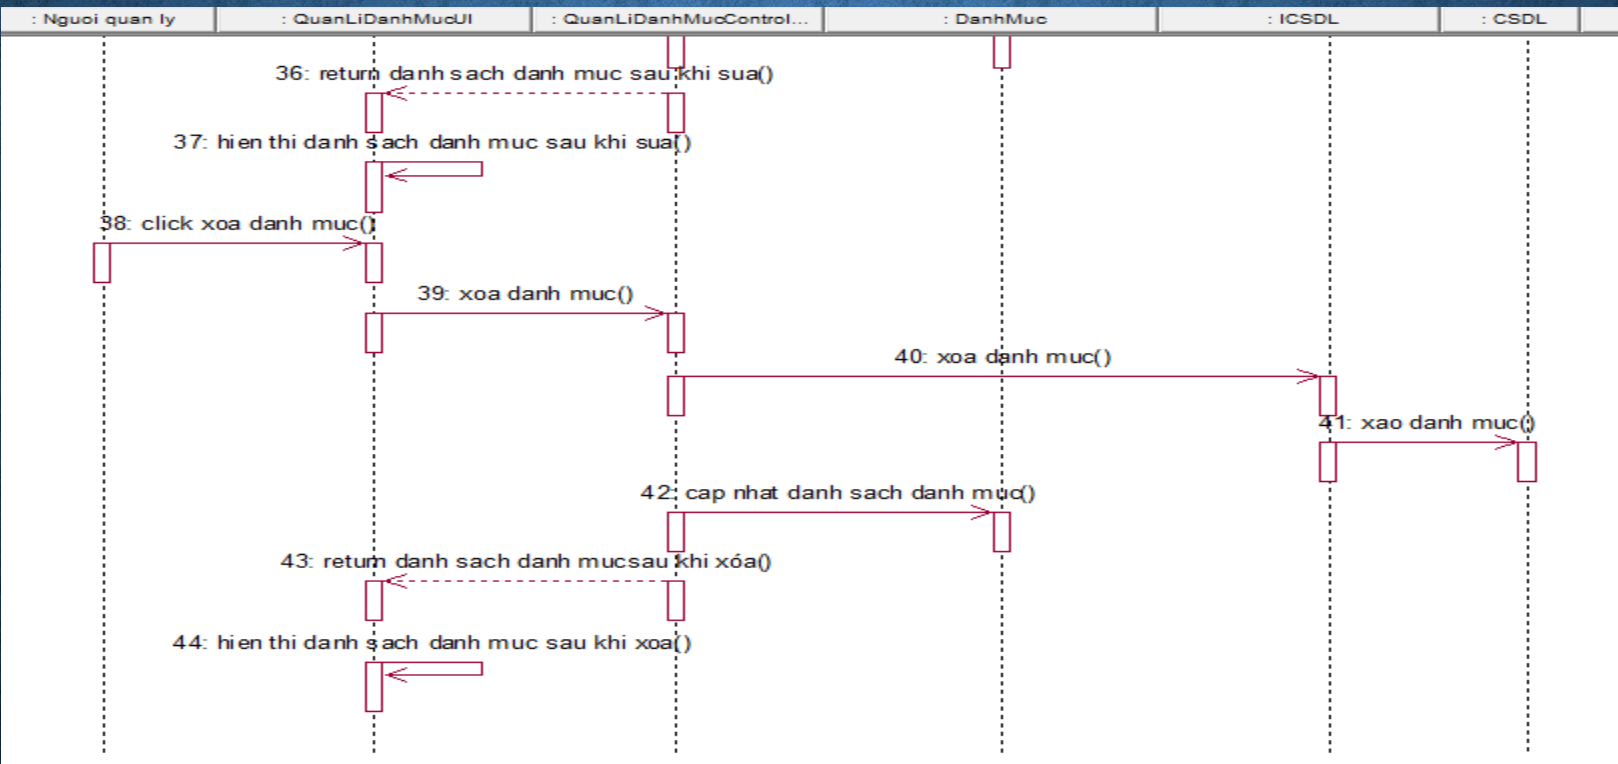 : Nguoi quan ly
: QuanLiDanhMucUI
: QuanLiDanhMucControl...
: DanhMuc
: ICSDL
: CSDL
36: return danh sach danh muc sau khi sua()
37: hien thi danh sach danh muc sau khi sua()
38: click xoa danh muc()
39: xoa danh muc()
40: xoa danh muc()
41: xao danh muc()
42: cap nhat danh sach danh muc()
43: return danh sach danh mucsau khi xóa()
44: hien thi danh sach danh muc sau khi xoa()